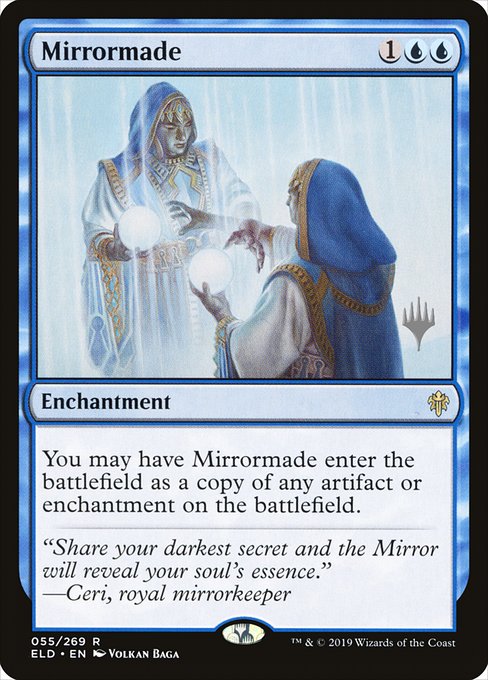 Mirrormade 1
Enchantment
You may have Mirrormade enter the
battlefield as a copy of any artifact or
enchantment on the battlefield.
“Share your darkest secret and the Mirror
will reveal your soul’s essence.”
—Ceri, royal mirrorkeeper
055/269 R
ELD • EN Volkan Baga
™ & © 2019 Wizards of the Coast